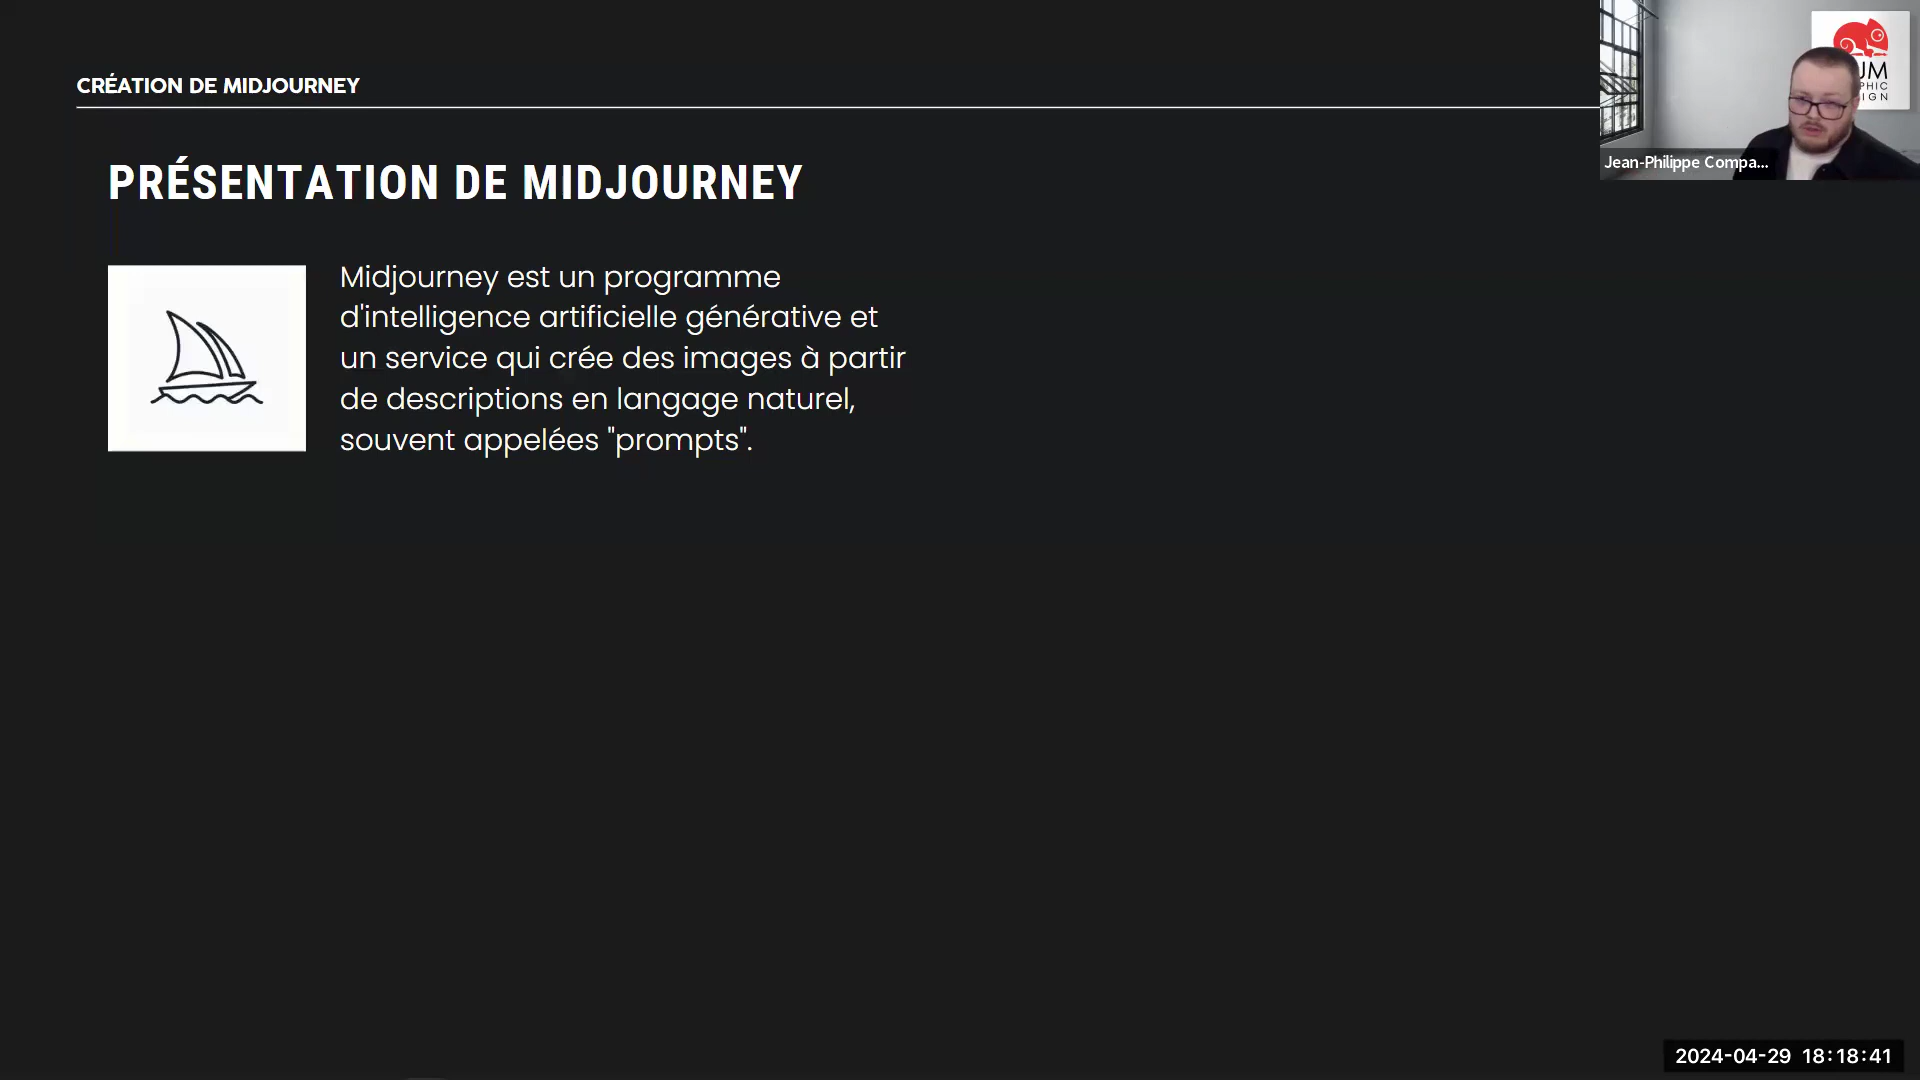 CRÉATION DE MIDJOURNEY
PRÉSENTATION DE MIDJOURNEY
Midjourney est un programme
d'intelligence artificielle générative et
un service qui crée des images à partir
de descriptions en langage naturel,
souvent appelées "prompts".
Jean-Philippe Compa...
2024-04-29 18:18:41